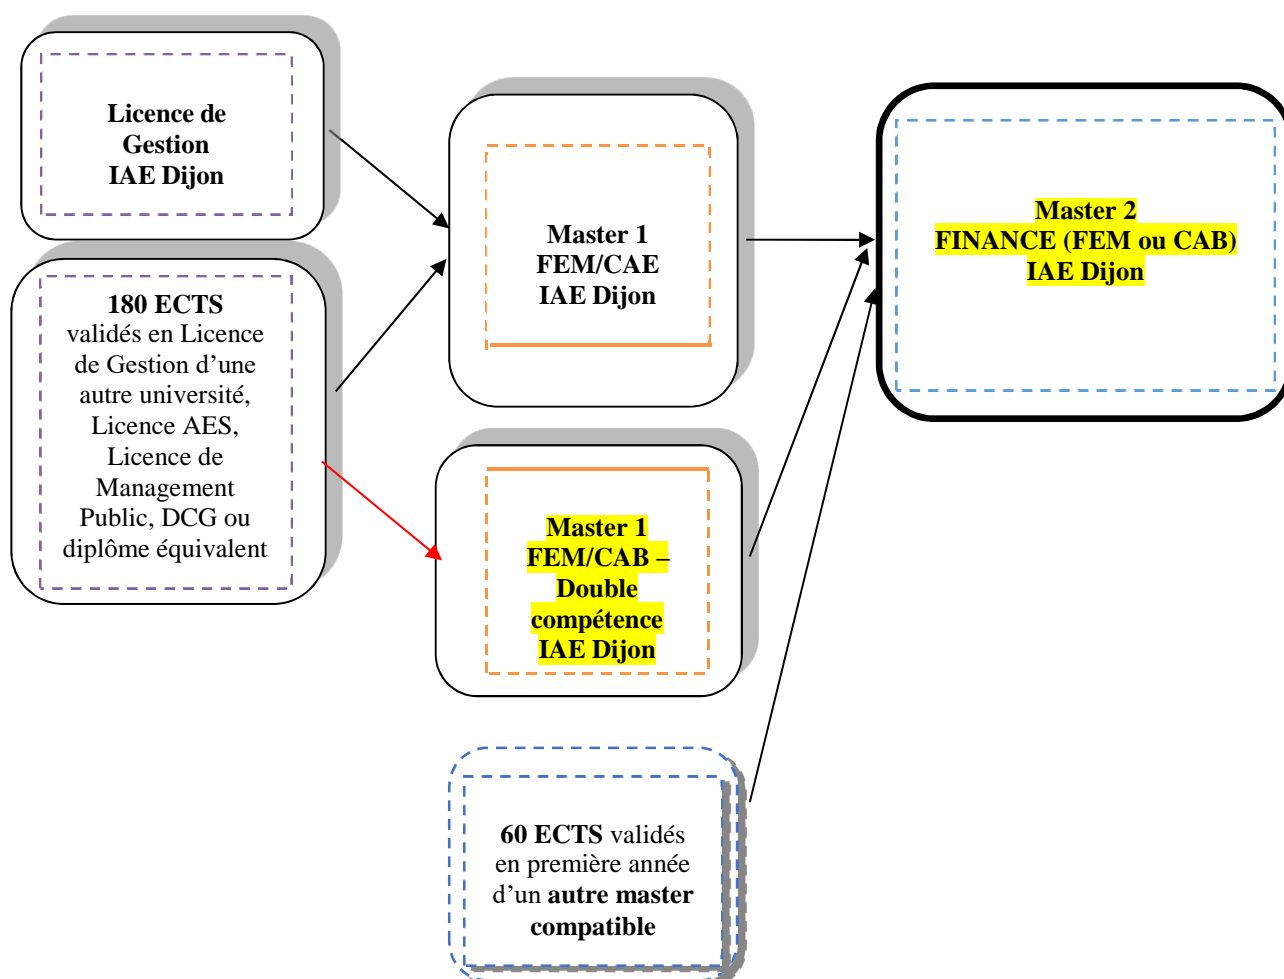 Licence de
Gestion
IAE Dijon
180 ECTS
validés en Licence
de Gestion d’une
autre université,
Licence AES,
Licence de
Management
Public, DCG ou
diplôme équivalent
Master 1
FEM/CAE
IAE Dijon
Master 1
FEM/CAB –
Double
compétence
IAE Dijon
60 ECTS validés
en première année
d’un autre master
compatible
Master 2
FINANCE (FEM ou CAB)
IAE Dijon